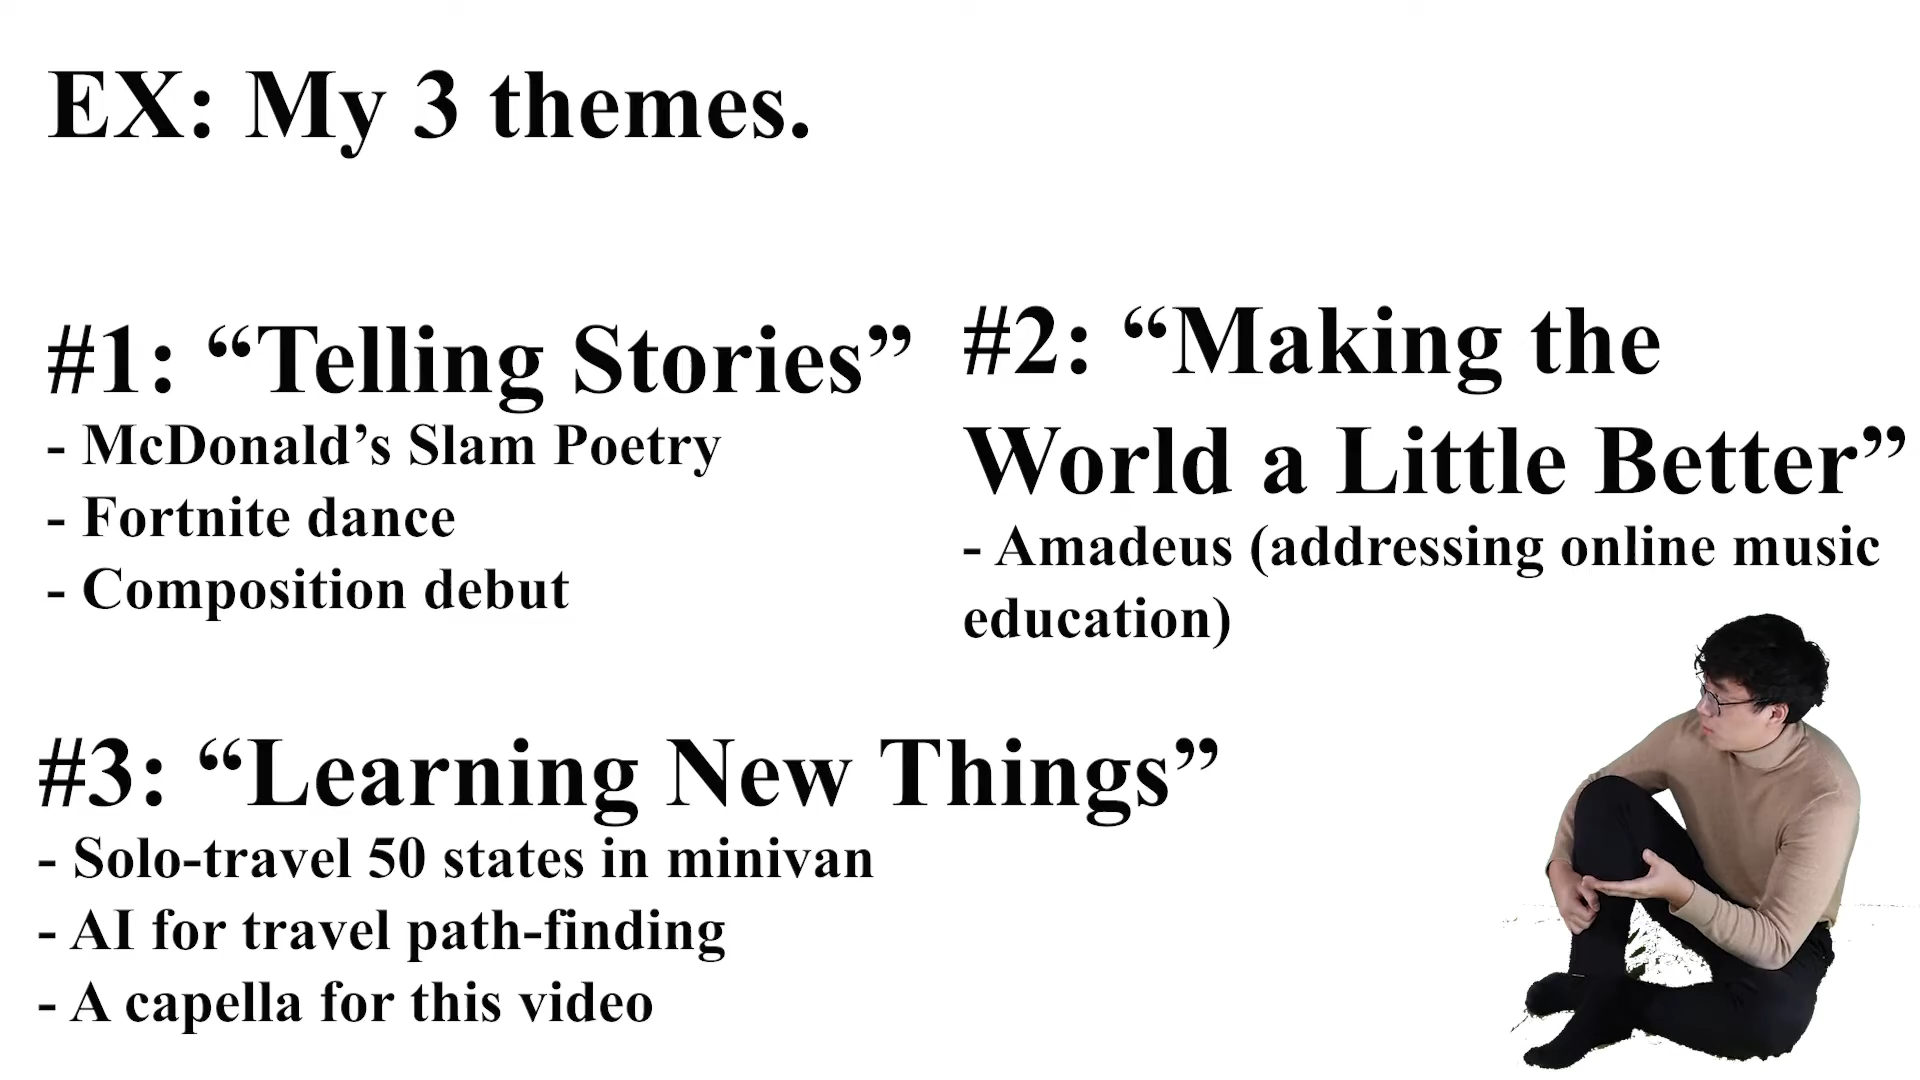 EX: My 3 themes.
#1: “Telling Stories”
- McDonald’s Slam Poetry
- Fortnite dance
- Composition debut
#2: “Making the
World a Little Better”
- Amadeus (addressing online music
education)
#3: “Learning New Things”
- Solo-travel 50 states in minivan
- AI for travel path-finding
- A capella for this video